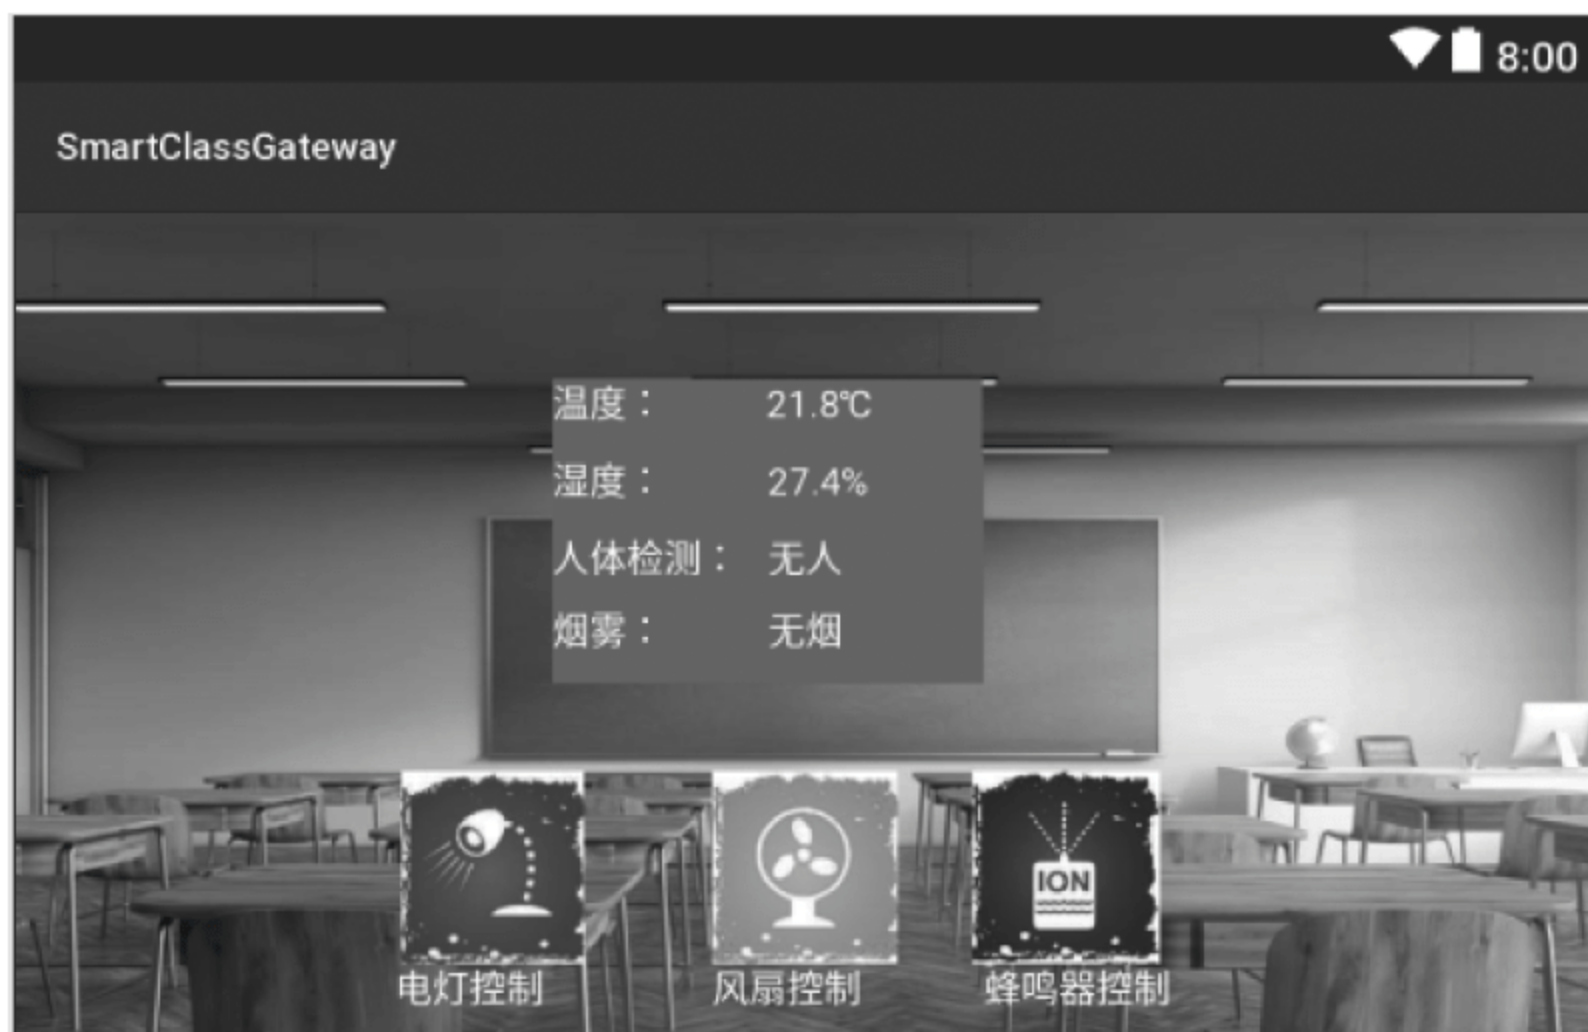 8:00
SmartClassGateway
温度： 21.8℃
湿度： 27.4%
人体检测： 无人
烟雾： 无烟
ION
电灯控制 风扇控制 蜂鸣器控制